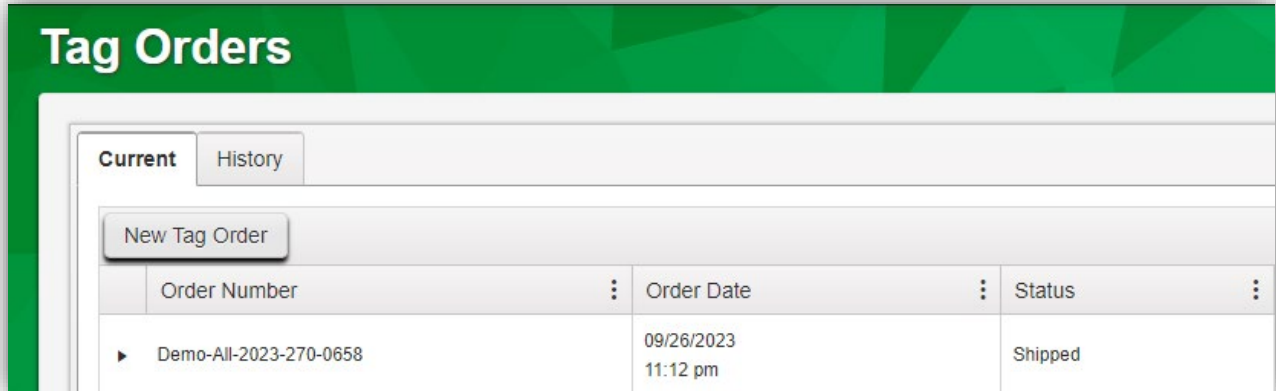 Tag Orders
Current History
New Tag Order
Order Number Order Date Status
Demo-All-2023-270-0658 09/26/2023 11:12 pm Shipped